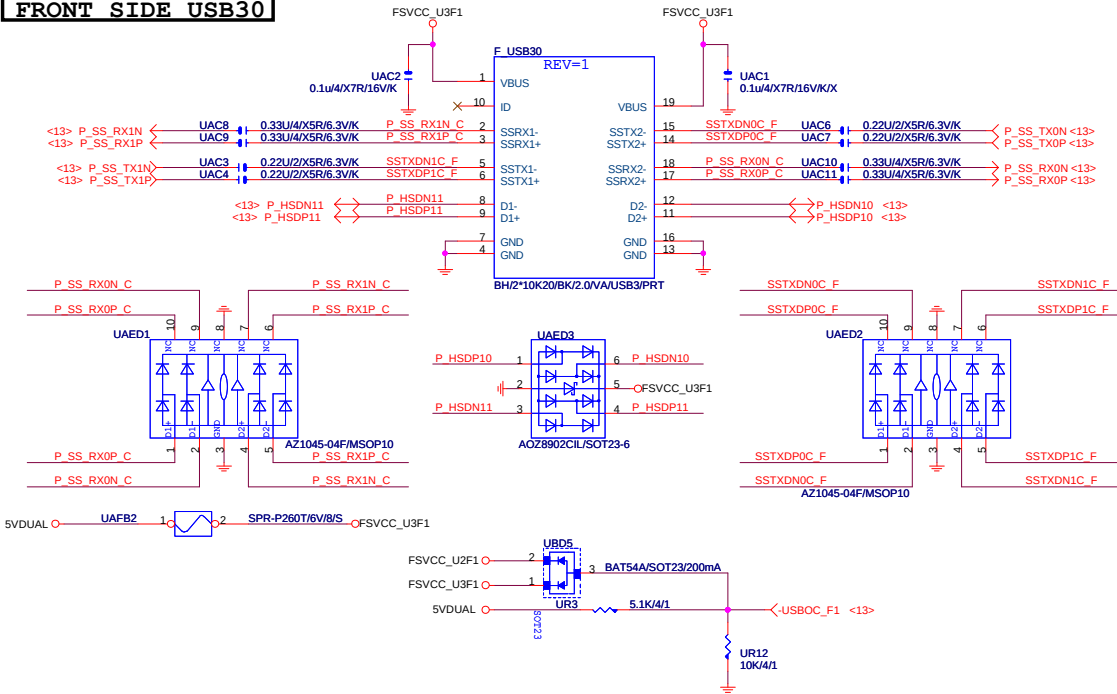 FRONT SIDE USB30
FSVCC_U3F1
FSVCC_U3F1
F_USB30
REV=1
UAC2
0.1u/4/X7R/16V/K
UAC1
0.1u/4/X7R/16V/K/X
1 VBUS
10 ID
VBUS 19
<13> P_SS_RX1N UAC8 0.33U/4/X5R/6.3V/K P_SS_RX1N_C 2 SSRX1-
<13> P_SS_RX1P UAC9 0.33U/4/X5R/6.3V/K P_SS_RX1P_C 3 SSRX1+
SSTX2- 15 SSTXDN0C_F UAC6 0.22U/2/X5R/6.3V/K P_SS_TX0N <13>
SSTX2+ 14 SSTXDP0C_F UAC7 0.22U/2/X5R/6.3V/K P_SS_TX0P <13>
<13> P_SS_TX1N UAC3 0.22U/2/X5R/6.3V/K SSTXDN1C_F 5 SSTX1-
<13> P_SS_TX1P UAC4 0.22U/2/X5R/6.3V/K SSTXDP1C_F 6 SSTX1+
SSRX2- 18 P_SS_RX0N_C UAC10 0.33U/4/X5R/6.3V/K P_SS_RX0N <13>
SSRX2+ 17 P_SS_RX0P_C UAC11 0.33U/4/X5R/6.3V/K P_SS_RX0P <13>
<13> P_HSDN11 P_HSDN11 8 D1-
<13> P_HSDP11 P_HSDP11 9 D1+
D2- 12 P_HSDN10 <13>
D2+ 11 P_HSDP10 <13>
7 GND
4 GND
GND 16
GND 13
BH/2*10K20/BK/2.0/VA/USB3/PRT
P_SS_RX0N_C P_SS_RX1N_C
P_SS_RX0P_C P_SS_RX1P_C
UAED1
10 9 8 7 6
NC NC NC NC
D1+ D1- GND D2+ D2-
1 2 3 4 5
AZ1045-04F/MSOP10
P_SS_RX0P_C P_SS_RX1P_C
P_SS_RX0N_C P_SS_RX1N_C
UAED3
P_HSDP10 1 6 P_HSDN10
2 5 FSVCC_U3F1
P_HSDN11 3 4 P_HSDP11
AOZ8902CIL/SOT23-6
SSTXDN0C_F SSTXDN1C_F
SSTXDP0C_F SSTXDP1C_F
UAED2
10 9 8 7 6
NC NC NC NC
D1+ D1- GND D2+ D2-
1 2 3 4 5
SSTXDP0C_F SSTXDP1C_F
SSTXDN0C_F SSTXDN1C_F
AZ1045-04F/MSOP10
5VDUAL UAFB2 1 2 SPR-P260T/6V/8/S FSVCC_U3F1
UBD5
FSVCC_U2F1 2
3 BAT54A/SOT23/200mA
FSVCC_U3F1 1
5VDUAL UR3 5.1K/4/1 -USBOC_F1 <13>
SOT23
UR12
10K/4/1